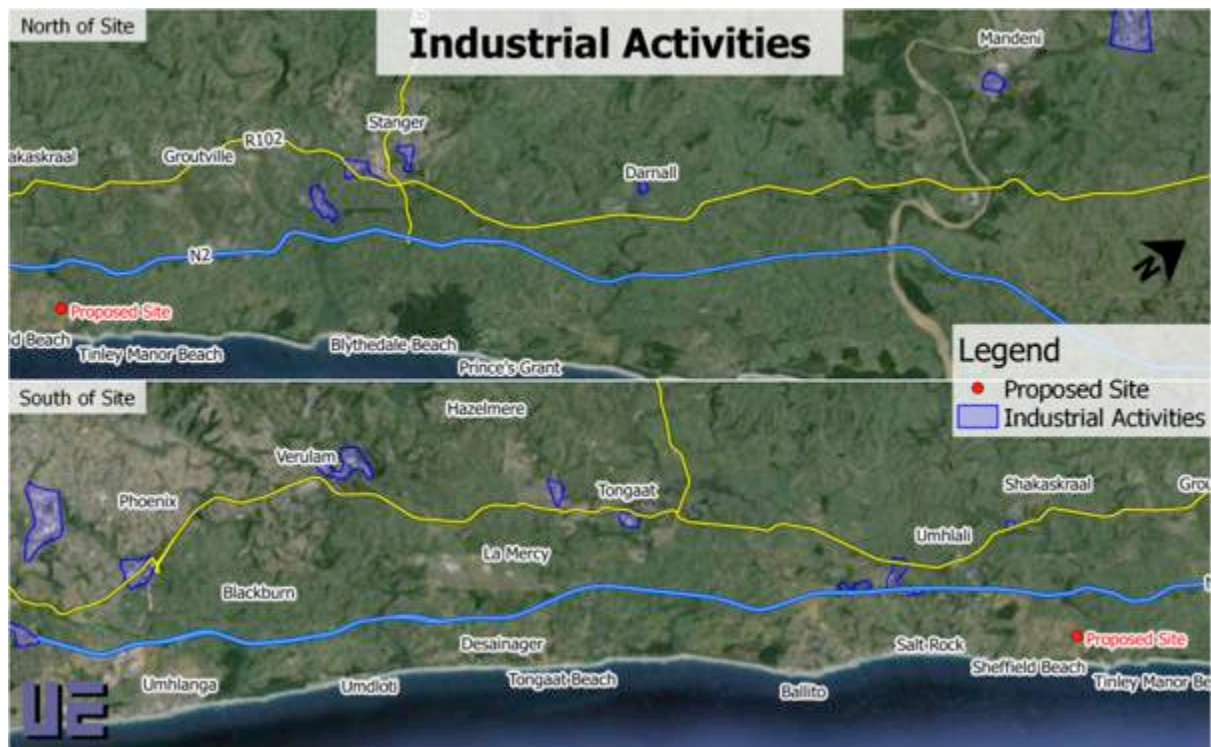 North of Site
Industrial Activities
Mandeni
Stanger
R102
akaskraal
Groutville
Darnall
N2
N
Proposed Site
ld Beach
Tinley Manor Beach
Blythedale Beach
Prince's Grant
Legend
Proposed Site
Industrial Activities
South of Site
Hazelmere
Verulam
Phoenix
Tongaat
Shakaskraal
Grou
Umhlali
La Mercy
Blackburn
N
Desainager
Salt Rock
Proposed Site
Sheffield Beach
Tinley Manor Be
Umhlanga
Umdloti
Tongaat Beach
Ballito
UE